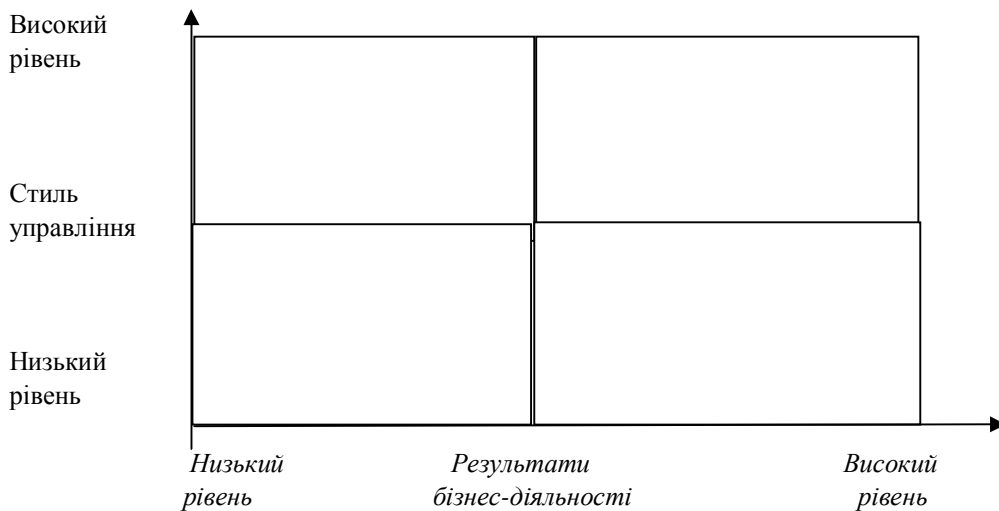 Високий
рівень
Стиль
управління
Низький
рівень
Низький
рівень
Результати
бізнес-діяльності
Високий
рівень